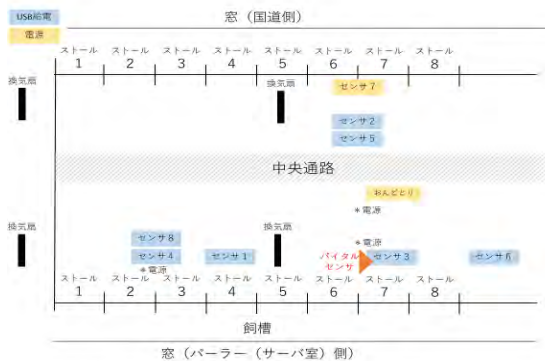 USB給電
電源
窓（国道側）
ストール ストール ストール ストール ストール ストール ストール ストール
1 2 3 4 5 6 7 8
換気扇
換気扇
センサ7
センサ2
センサ5
中央通路
おんどとり
*電源
換気扇
換気扇
*電源
センサ8
センサ4
センサ1
バイタル
センサ
センサ3
センサ6
*電源
ストール ストール ストール ストール ストール ストール ストール ストール
1 2 3 4 5 6 7 8
飼槽
窓（パーラー（サーバ室）側）